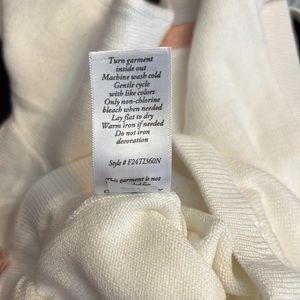 Turn garment
inside out
Machine wash cold
Gentle cycle
with like colors
Only non-chlorine
bleach when needed
Lay flat to dry
Warm iron if needed
Do not iron
decoration
Style # F24TI360N
This garment is not